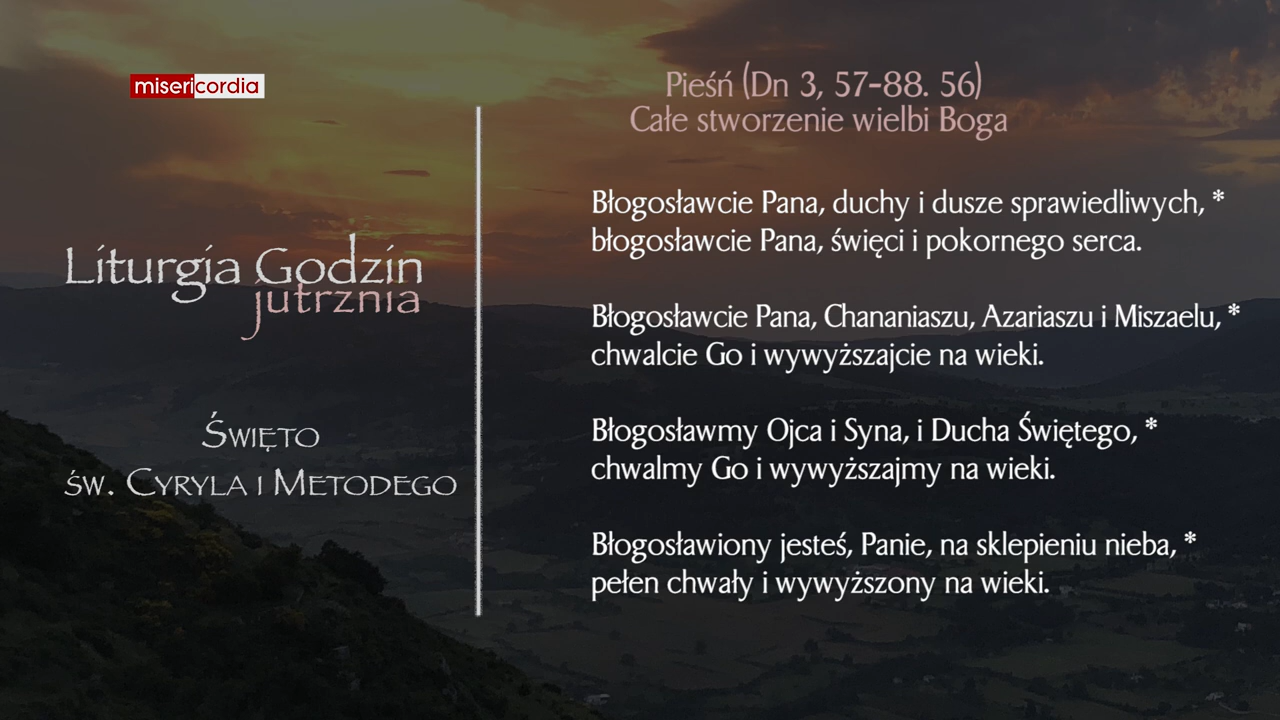 misericordia
Liturgia Godzin
jutrznia
Święto
św. Cyryla i Metodego
Pieśń (Dn 3, 57-88. 56)
Całe stworzenie wielbi Boga
Błogosławcie Pana, duchy i dusze sprawiedliwych, *
błogosławcie Pana, święci i pokornego serca.
Błogosławcie Pana, Chananiaszu, Azariaszu i Miszaelu, *
chwalcie Go i wywyższajcie na wieki.
Błogosławmy Ojca i Syna, i Ducha Świętego, *
chwalmy Go i wywyższajmy na wieki.
Błogosławiony jesteś, Panie, na sklepieniu nieba, *
pełen chwały i wywyższony na wieki.